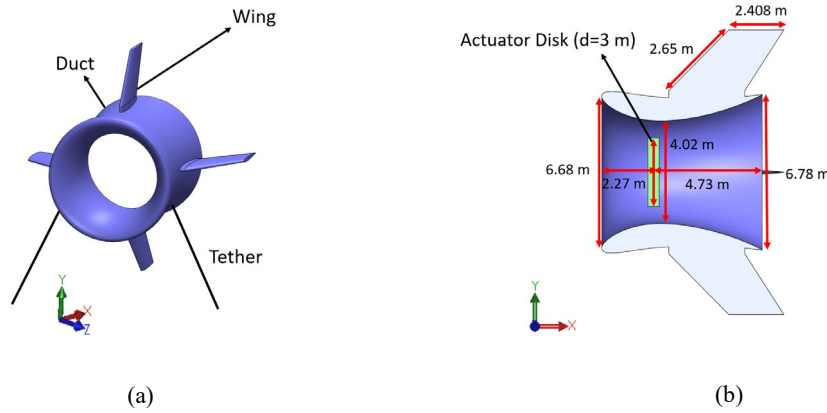 Wing
Duct
Tether
Y
X
Z
(a)
2.408 m
Actuator Disk (d=3 m)
2.65 m
4.02 m
6.68 m
2.27 m
4.73 m
6.78 m
Y
X
(b)